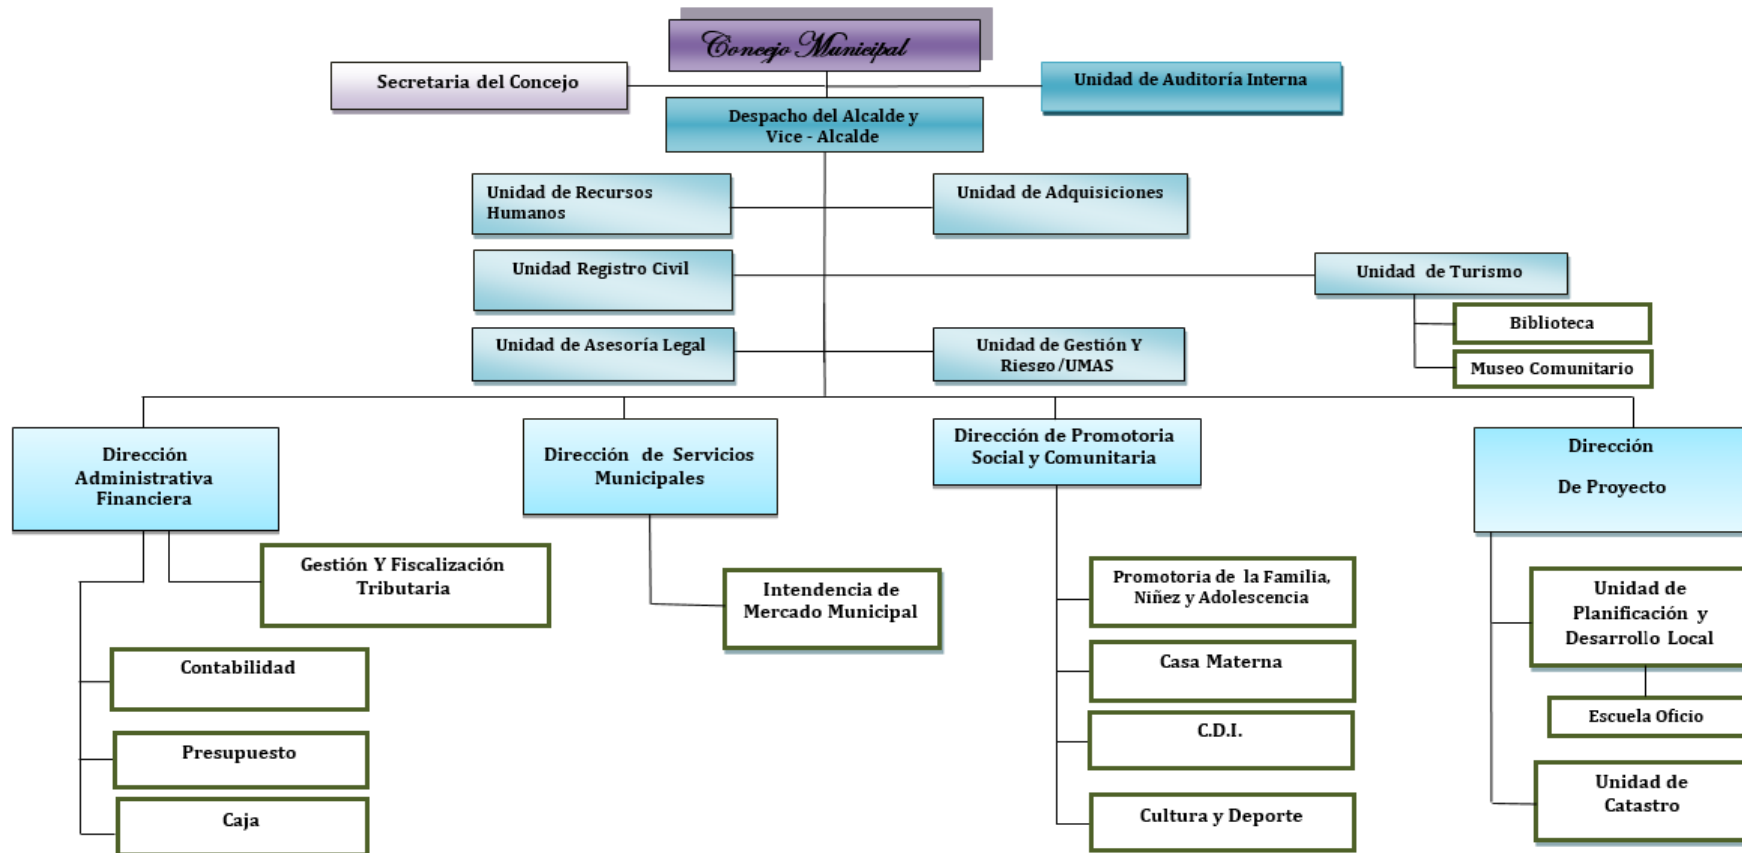 Concejo Municipal
Secretaria del Concejo
Unidad de Auditoría Interna
Despacho del Alcalde y
Vice - Alcalde
Unidad de Recursos
Humanos
Unidad de Adquisiciones
Unidad Registro Civil
Unidad de Turismo
Biblioteca
Museo Comunitario
Unidad de Asesoría Legal
Unidad de Gestión Y
Riesgo/UMAS
Dirección
Administrativa
Financiera
Dirección de Servicios
Municipales
Dirección de Promotoria
Social y Comunitaria
Dirección
De Proyecto
Gestión Y Fiscalización
Tributaria
Contabilidad
Presupuesto
Caja
Intendencia de
Mercado Municipal
Promotoria de la Familia,
Niñez y Adolescencia
Casa Materna
C.D.I.
Cultura y Deporte
Unidad de
Planificación y
Desarrollo Local
Escuela Oficio
Unidad de
Catastro